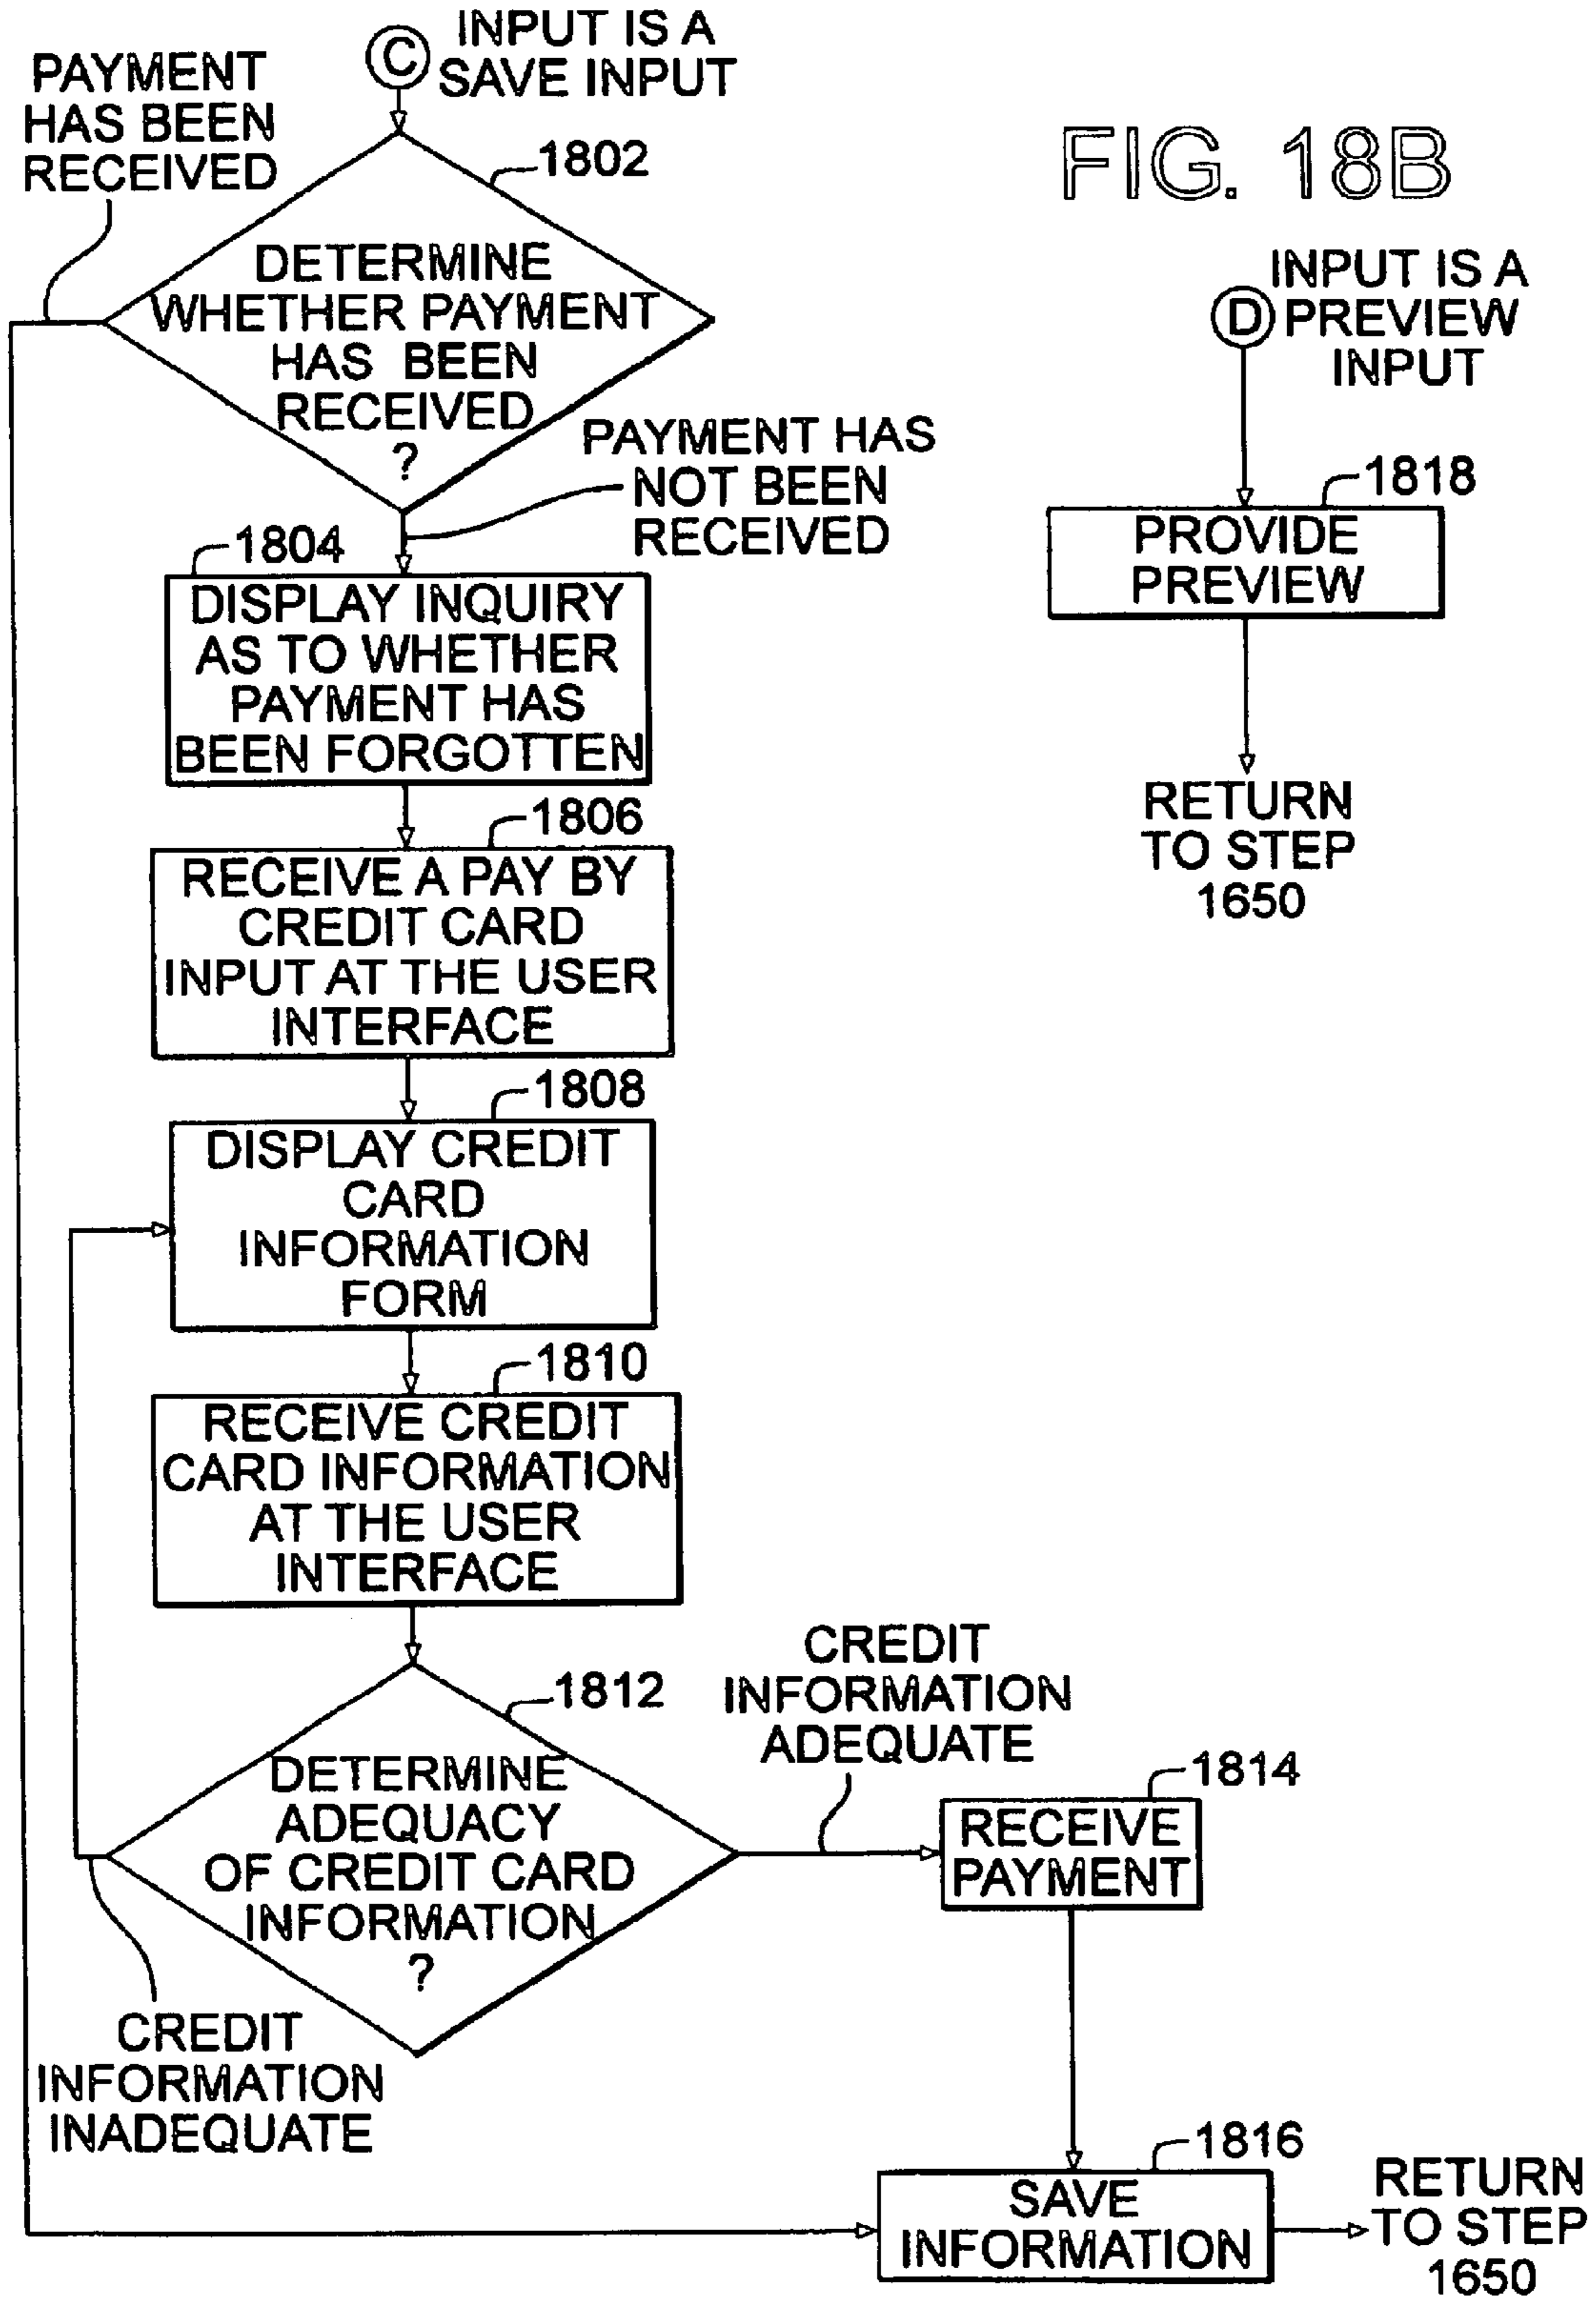 PAYMENT
HAS BEEN
RECEIVED
C
INPUT IS A
SAVE INPUT
1802
DETERMINE
WHETHER PAYMENT
HAS BEEN
RECEIVED
?
PAYMENT HAS
NOT BEEN
RECEIVED
1804
DISPLAY INQUIRY
AS TO WHETHER
PAYMENT HAS
BEEN FORGOTTEN
1806
RECEIVE A PAY BY
CREDIT CARD
INPUT AT THE USER
INTERFACE
1808
DISPLAY CREDIT
CARD
INFORMATION
FORM
1810
RECEIVE CREDIT
CARD INFORMATION
AT THE USER
INTERFACE
1812
DETERMINE
ADEQUACY
OF CREDIT CARD
INFORMATION
?
CREDIT
INFORMATION
INADEQUATE
CREDIT
INFORMATION
ADEQUATE
1814
RECEIVE
PAYMENT
1816
SAVE
INFORMATION
RETURN
TO STEP
1650
FIG. 18B
D
INPUT IS A
PREVIEW
INPUT
1818
PROVIDE
PREVIEW
RETURN
TO STEP
1650